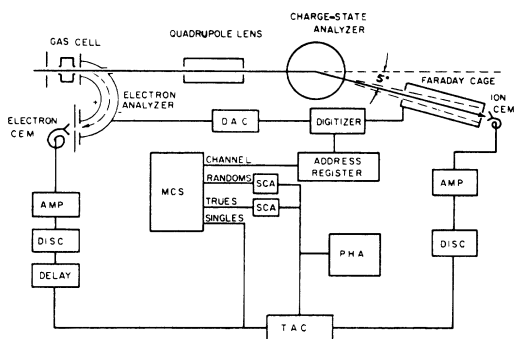 CHARGE-STATE
ANALYZER
QUADRUPOLE LENS
GAS CELL
5°
FARADAY CAGE
ION
CEM
ELECTRON
ANALYZER
+
-
ELECTRON
CEM
DAC
DIGITIZER
ADDRESS
REGISTER
MCS
CHANNEL
RANDOMS
SCA
TRUES
SCA
SINGLES
PHA
AMP
DISC
DELAY
AMP
DISC
TAC